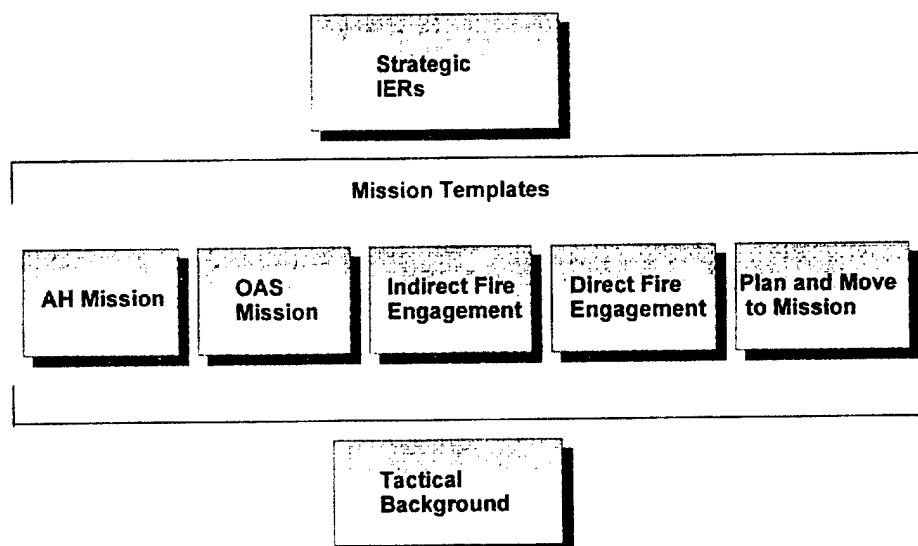 Strategic
IERs
Mission Templates
AH Mission
OAS
Mission
Indirect Fire
Engagement
Direct Fire
Engagement
Plan and Move
to Mission
Tactical
Background